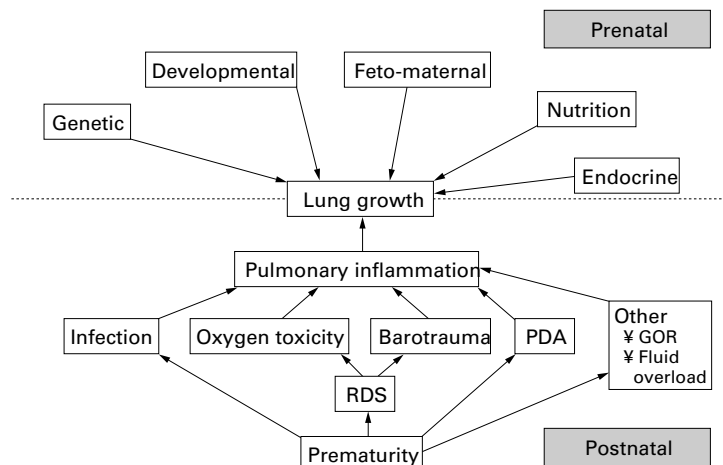 Prenatal
Developmental
Feto-maternal
Genetic
Nutrition
Endocrine
Lung growth
Pulmonary inflammation
Infection
Oxygen toxicity
Barotrauma
PDA
Other
¥ GOR
¥ Fluid
overload
RDS
Prematurity
Postnatal